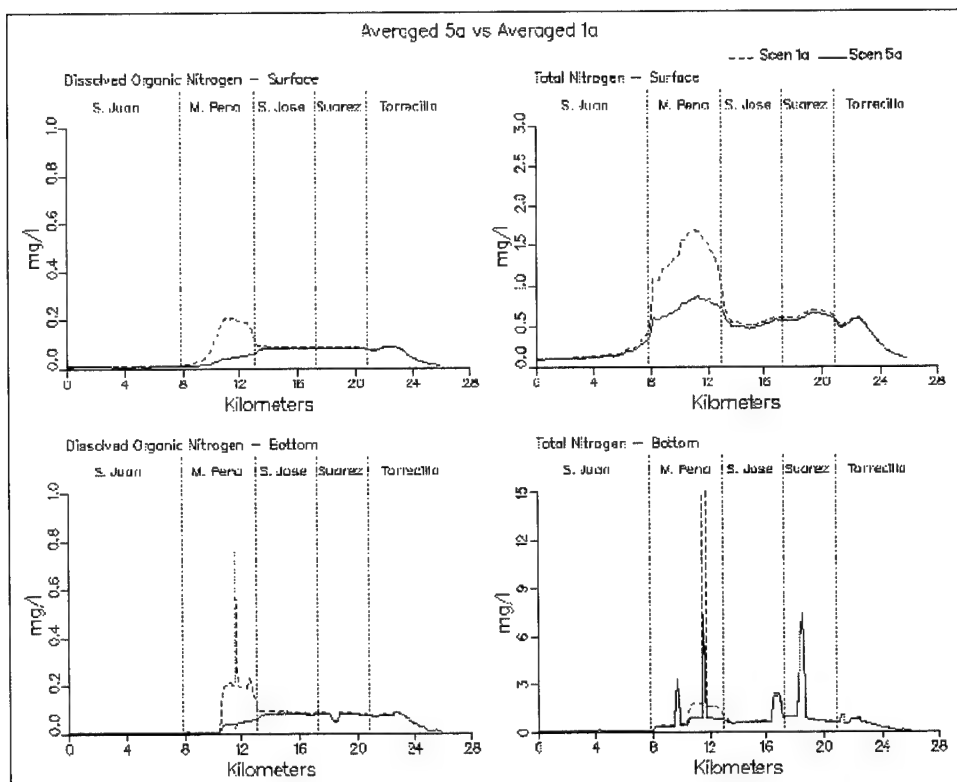 Averaged 5a vs Averaged 1a
Scen 1a Scen 5a
Dissolved Organic Nitrogen – Surface
S. Juan M. Pena S. Jose Suarez Torrecilla
1.0
0.8
0.6
0.4
0.2
0.0
mg/l
0 4 8 12 16 20 24 28
Kilometers
Total Nitrogen – Surface
S. Juan M. Pena S. Jose Suarez Torrecilla
3.0
2.5
2.0
1.5
1.0
0.5
0.0
mg/l
0 4 8 12 16 20 24 28
Kilometers
Dissolved Organic Nitrogen – Bottom
S. Juan M. Pena S. Jose Suarez Torrecilla
1.0
0.8
0.6
0.4
0.2
0.0
mg/l
0 4 8 12 16 20 24 28
Kilometers
Total Nitrogen – Bottom
S. Juan M. Pena S. Jose Suarez Torrecilla
15
12
9
6
3
0
mg/l
0 4 8 12 16 20 24 28
Kilometers